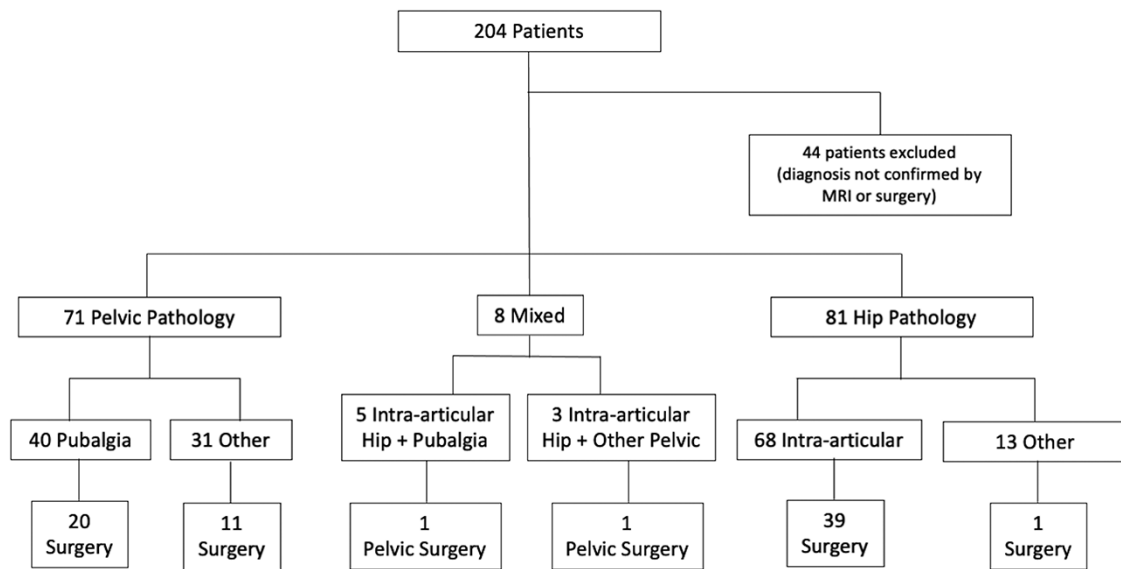 204 Patients
44 patients excluded
(diagnosis not confirmed by
MRI or surgery)
71 Pelvic Pathology
8 Mixed
81 Hip Pathology
40 Pubalgia
31 Other
5 Intra-articular
Hip + Pubalgia
3 Intra-articular
Hip + Other Pelvic
68 Intra-articular
13 Other
20
Surgery
11
Surgery
1
Pelvic Surgery
1
Pelvic Surgery
39
Surgery
1
Surgery